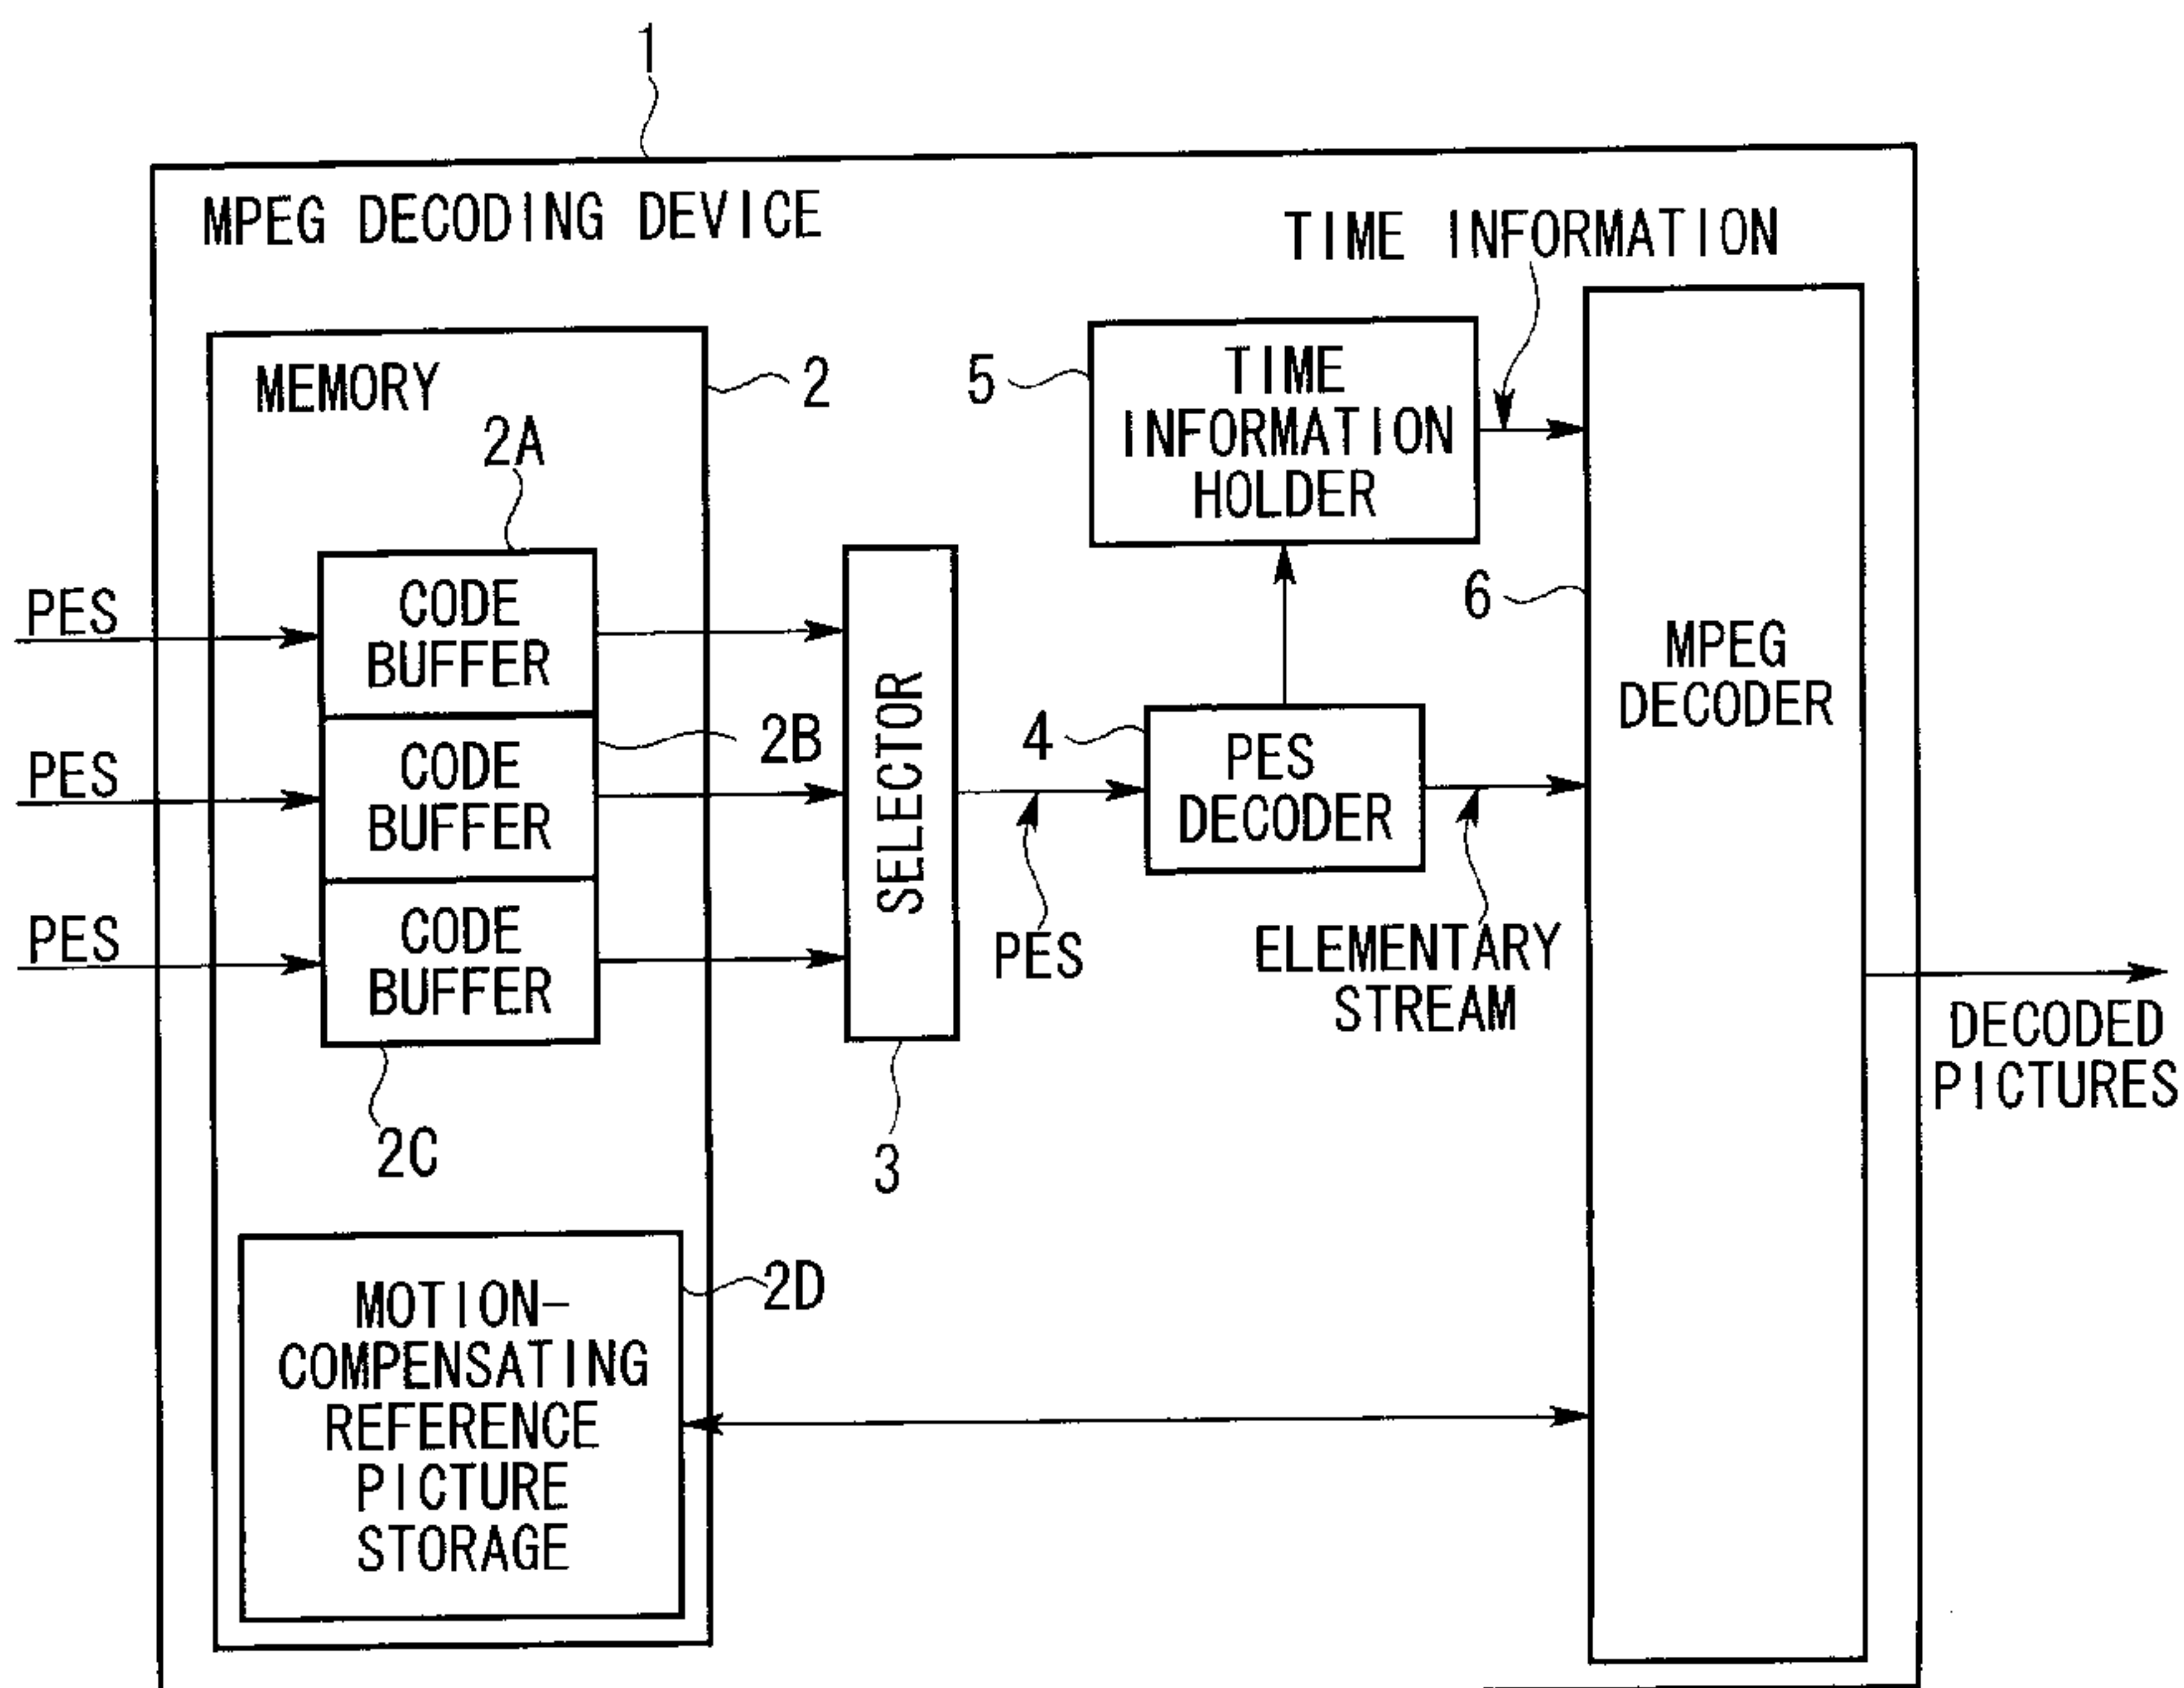 1
MPEG DECODING DEVICE
TIME INFORMATION
MEMORY
2
5
TIME
INFORMATION
HOLDER
2A
PES
CODE
BUFFER
6
MPEG
DECODER
2B
4
PES
DECODER
PES
CODE
BUFFER
SELECTOR
PES
CODE
BUFFER
PES
ELEMENTARY
STREAM
DECODED
PICTURES
2C
3
2D
MOTION-
COMPENSATING
REFERENCE
PICTURE
STORAGE